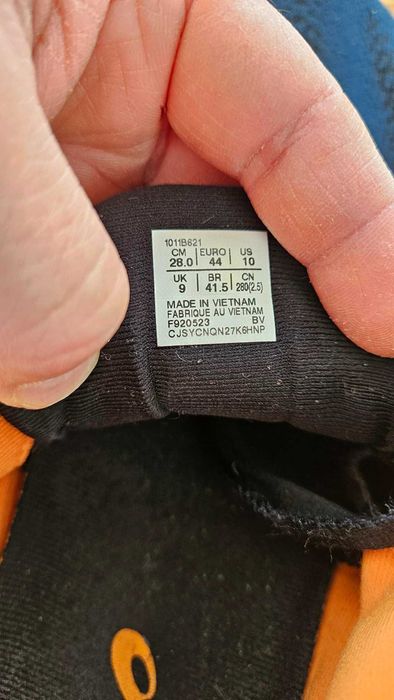 1011B621
CM EURO US
28.0 44 10
UK BR CN
9 41.5 280(2.5)
MADE IN VIETNAM
FABRIQUE AU VIETNAM
F920523 BV
CJSYCNQN27K6HNP